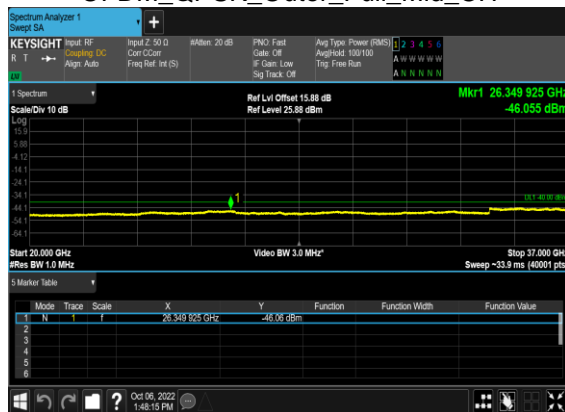 Spectrum Analyzer 1
Swept SA
KEYSIGHT
R T
Input: RF
Coupling: DC
Align: Auto
Input Z: 50 Ω
Corr CCorr
Freq Ref: Int (S)
#Atten: 20 dB
PNO: Fast
Gate: Off
IF Gain: Low
Sig Track: Off
Avg Type: Power (RMS)
Avg|Hold: 100/100
Trig: Free Run
1 2 3 4 5 6
A W W W W W
A N N N N N
1 Spectrum
Scale/Div 10 dB
Ref Lvl Offset 15.88 dB
Ref Level 25.88 dBm
Mkr1 26.349 925 GHz
-46.055 dBm
Log
15.9
5.88
-4.12
-14.1
-24.1
-34.1
-44.1
-54.1
-64.1
1
DL1 -40.00 dBm
Start 20.000 GHz
#Res BW 1.0 MHz
Video BW 3.0 MHz*
Stop 37.000 GHz
Sweep ~33.9 ms (40001 pts)
5 Marker Table
Mode Trace Scale X Y Function Function Width Function Value
1 N 1 f 26.349 925 GHz -46.06 dBm
2
3
4
5
6
?
Oct 06, 2022
1:48:15 PM